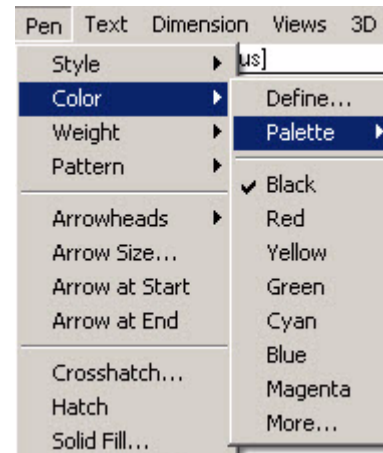 Pen Text Dimension Views 3D
us]
Style
Color
Weight
Pattern
Arrowheads
Arrow Size...
Arrow at Start
Arrow at End
Crosshatch...
Hatch
Solid Fill...
Define...
Palette
Black
Red
Yellow
Green
Cyan
Blue
Magenta
More...